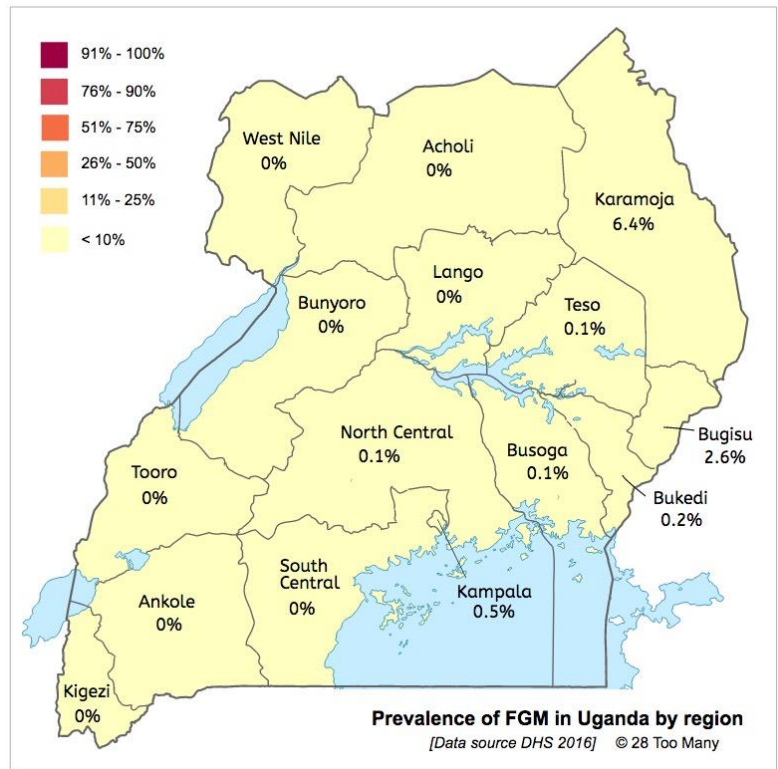 91% - 100%
76% - 90%
51% - 75%
26% - 50%
11% - 25%
< 10%
West Nile
0%
Acholi
0%
Karamoja
6.4%
Lango
0%
Bunyoro
0%
Teso
0.1%
North Central
0.1%
Busoga
0.1%
Bugisu
2.6%
Bukedi
0.2%
Tooro
0%
South
Central
0%
Kampala
0.5%
Ankole
0%
Kigezi
0%
Prevalence of FGM in Uganda by region
[Data source DHS 2016] © 28 Too Many